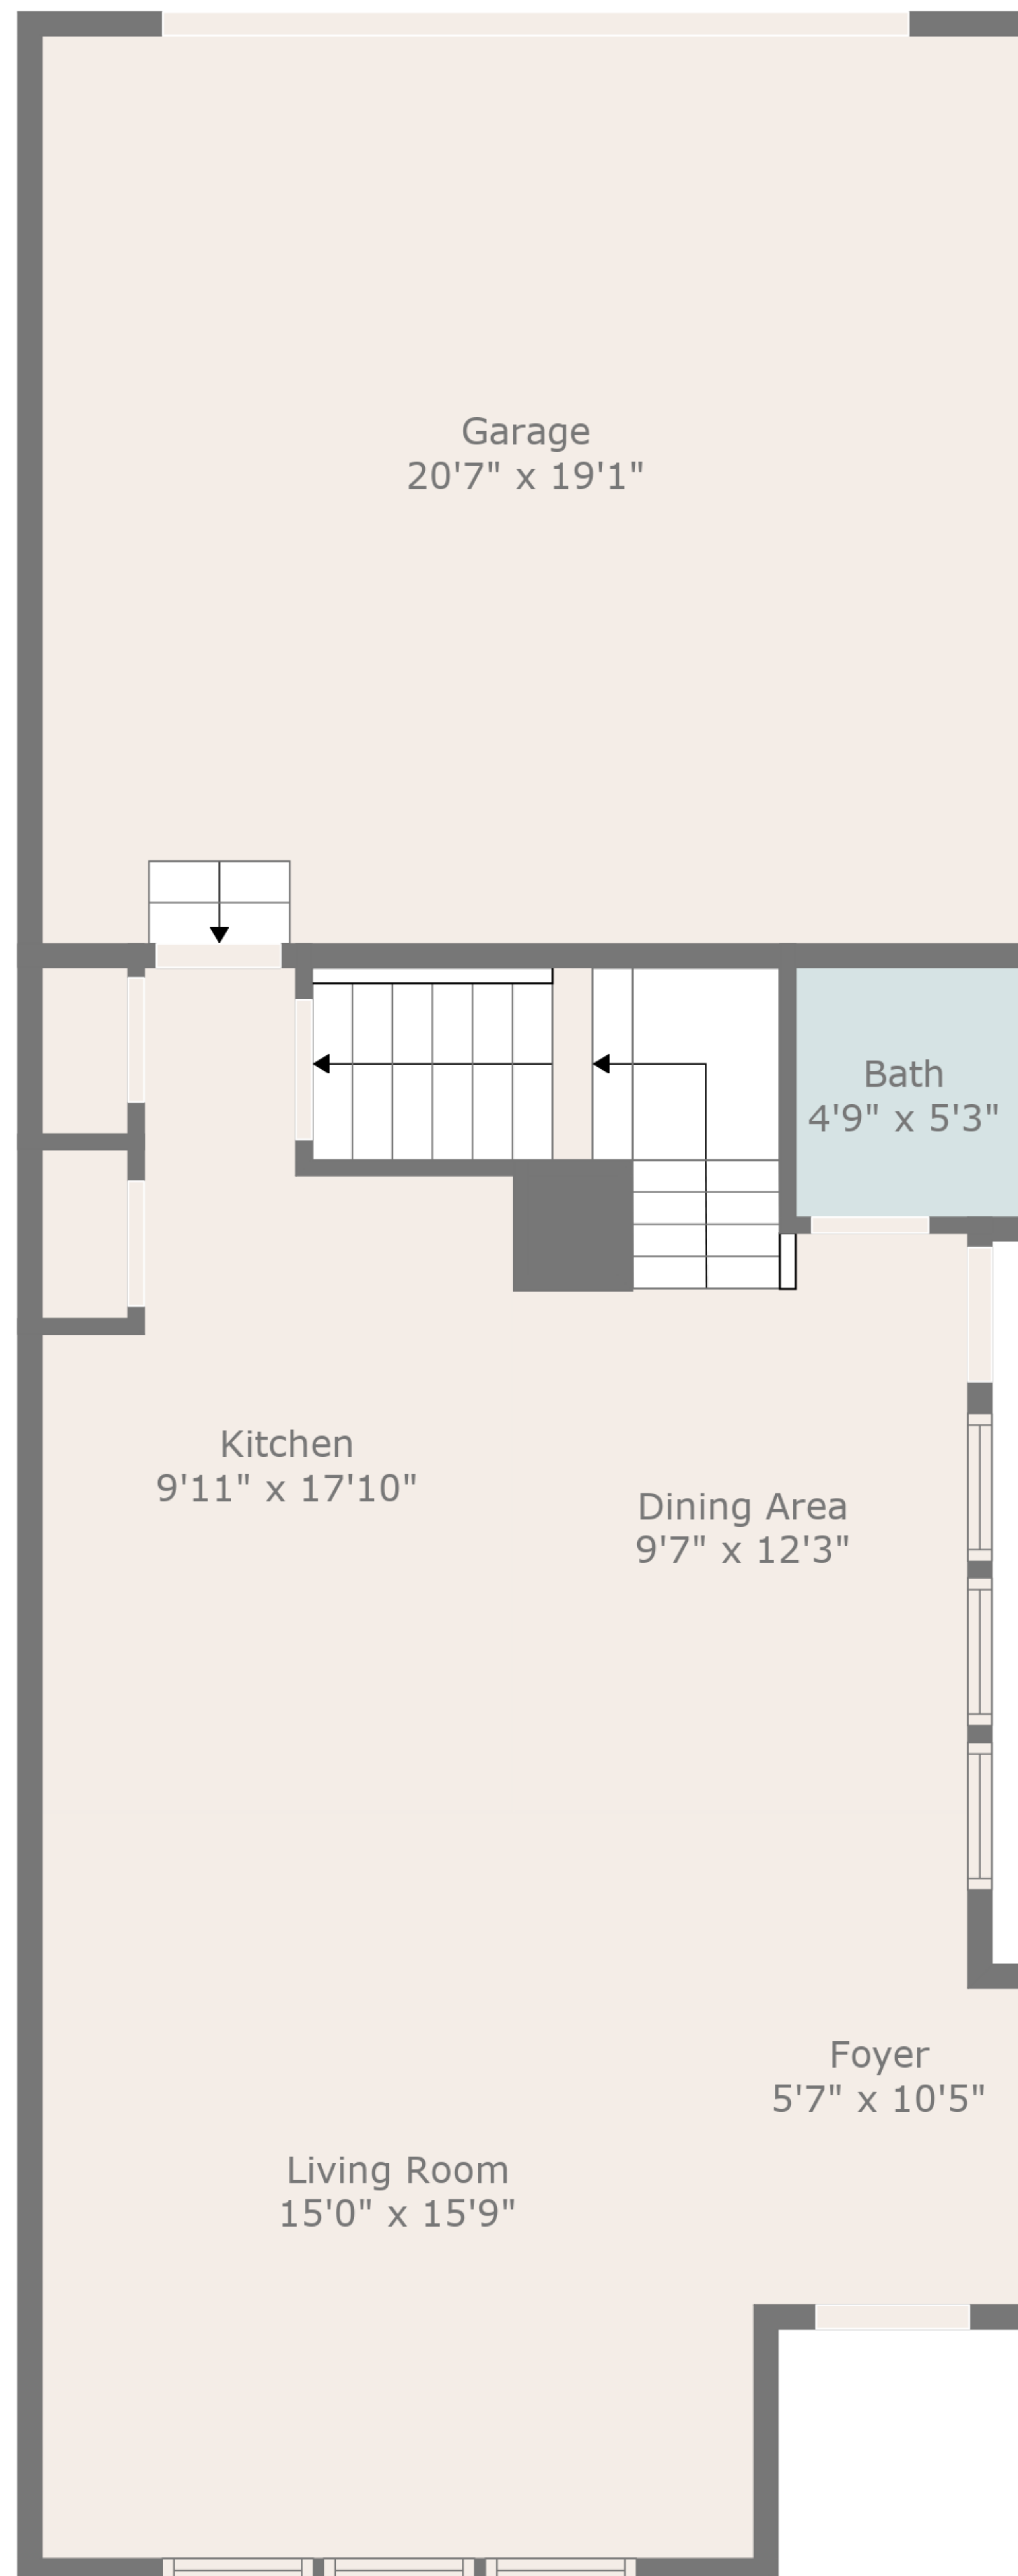 Garage
20'7" x 19'1"
Bath
4'9" x 5'3"
Kitchen
9'11" x 17'10"
Dining Area
9'7" x 12'3"
Foyer
5'7" x 10'5"
Living Room
15'0" x 15'9"